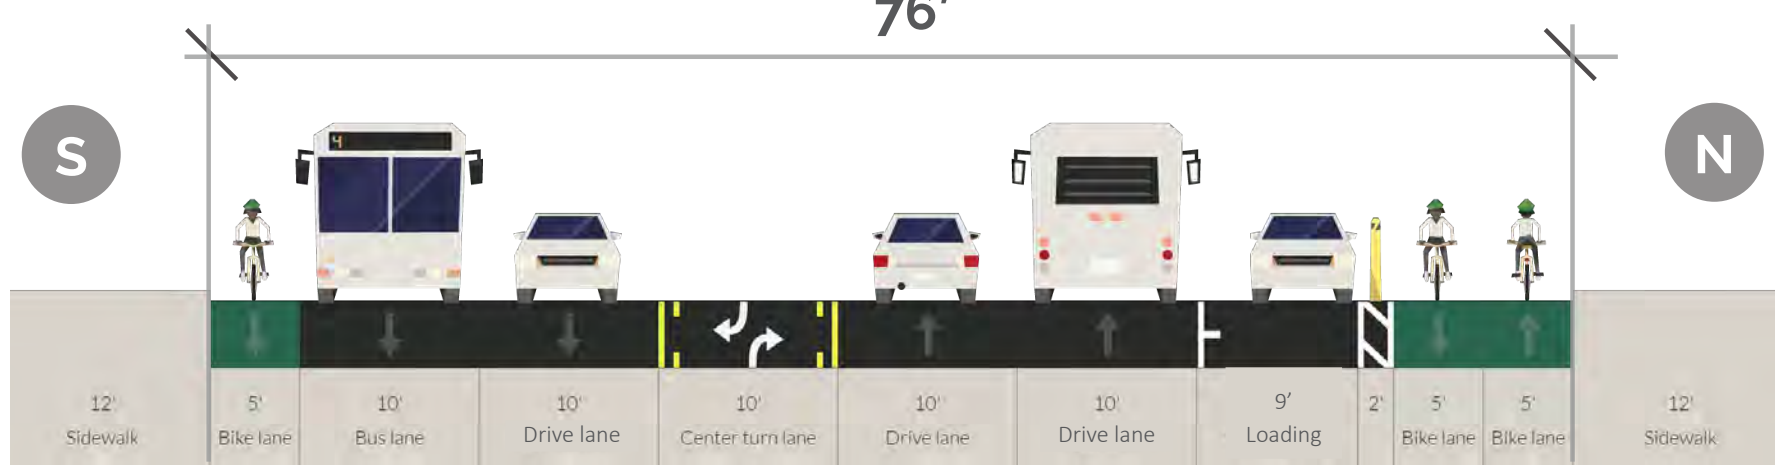 76'
S
N
4
12' 5' 10' 10' 10' 10' 10' 9' 2' 5' 5' 12'
Sidewalk Bike lane Bus lane Drive lane Center turn lane Drive lane Drive lane Loading Bike lane Bike lane Sidewalk